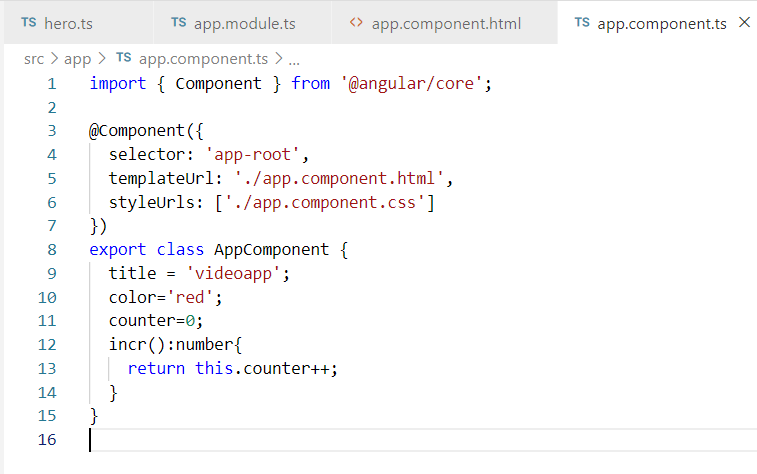 TS hero.ts TS app.module.ts <> app.component.html TS app.component.ts ×
src > app > TS app.component.ts > ...
1 import { Component } from '@angular/core';
2
3 @Component({
4   selector: 'app-root',
5   templateUrl: './app.component.html',
6   styleUrls: ['./app.component.css']
7 })
8 export class AppComponent {
9   title = 'videoapp';
10   color='red';
11   counter=0;
12   incr():number{
13     return this.counter++;
14   }
15 }
16